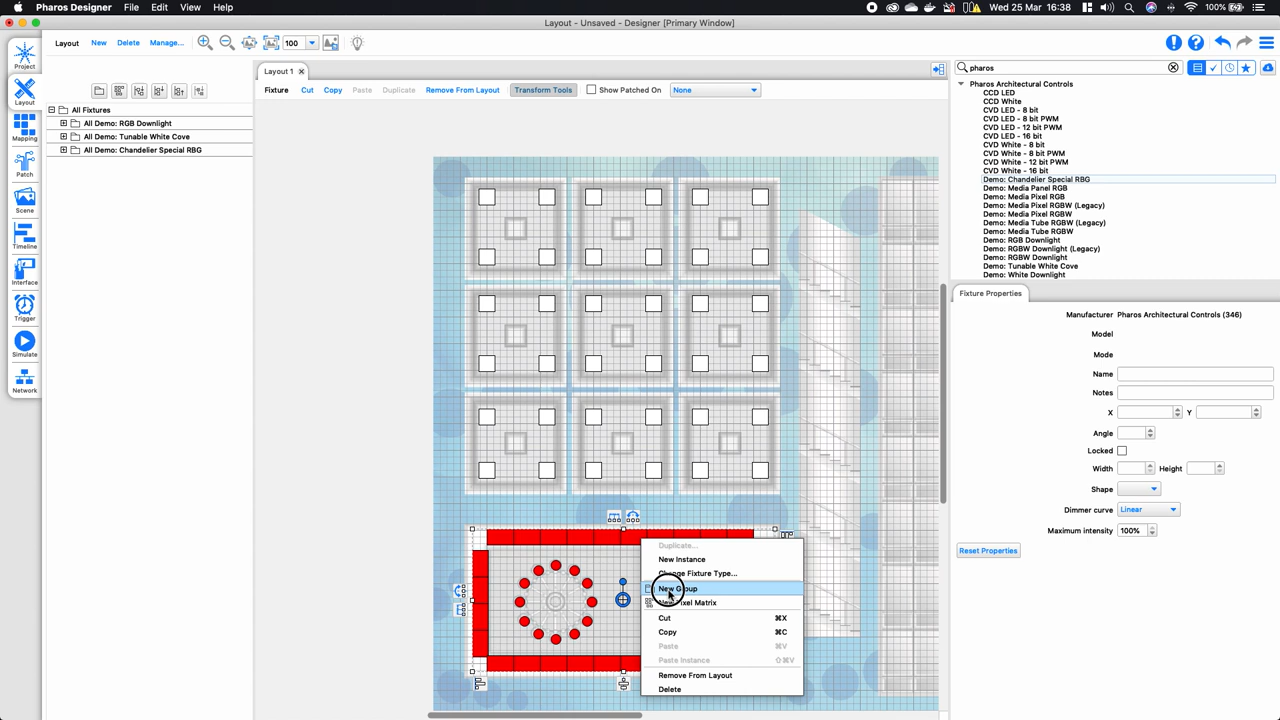 Pharos Designer File Edit View Help 100% Wed 25 Mar 16:38
Layout - Unsaved - Designer [Primary Window]
Project
Layout
Mapping
Patch
Scene
Timeline
Interface
Trigger
Simulate
Network
Layout New Delete Manage... 100
All Fixtures
All Demo: RGB Downlight
All Demo: Tunable White Cove
All Demo: Chandelier Special RBG
Layout 1
Fixture Cut Copy Paste Duplicate Remove From Layout Transform Tools Show Patched On None
Duplicate...
New Instance
Change Fixture Type...
New Group
New Pixel Matrix
Cut ⌘X
Copy ⌘C
Paste ⌘V
Paste Instance ⇧⌘V
Remove From Layout
Delete
pharos
Pharos Architectural Controls
CCD LED
CCD White
CVD LED - 8 bit
CVD LED - 8 bit PWM
CVD LED - 12 bit PWM
CVD LED - 16 bit
CVD White - 8 bit
CVD White - 8 bit PWM
CVD White - 12 bit PWM
CVD White - 16 bit
Demo: Chandelier Special RBG
Demo: Media Panel RGB
Demo: Media Pixel RGB
Demo: Media Pixel RGBW (Legacy)
Demo: Media Pixel RGBW
Demo: Media Tube RGBW (Legacy)
Demo: Media Tube RGBW
Demo: RGB Downlight
Demo: RGBW Downlight (Legacy)
Demo: RGBW Downlight
Demo: Tunable White Cove
Demo: White Downlight
Fixture Properties
Manufacturer Pharos Architectural Controls (346)
Model
Mode
Name
Notes
X Y
Angle
Locked
Width Height
Shape
Dimmer curve Linear
Maximum intensity 100%
Reset Properties